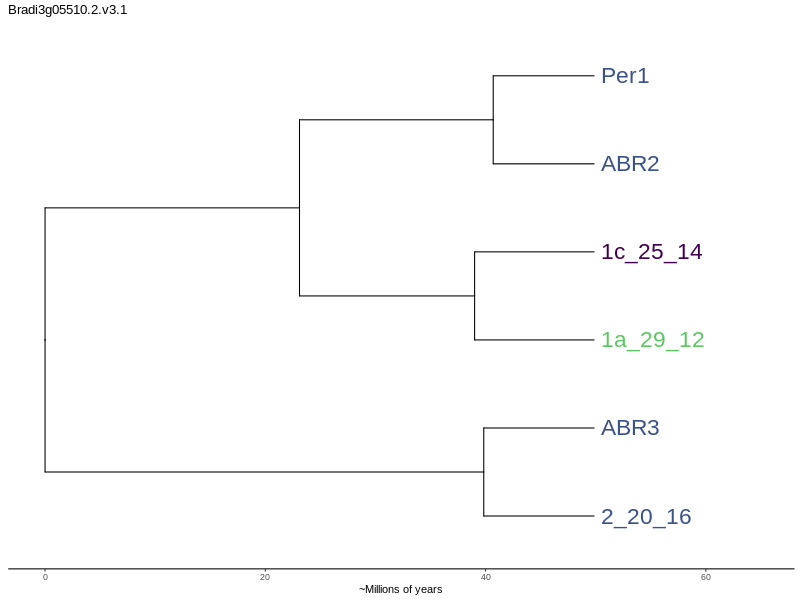 Bradi3g05510.2.v3.1
Per1
ABR2
1c_25_14
1a_29_12
ABR3
2_20_16
0 20 40 60
~Millions of years